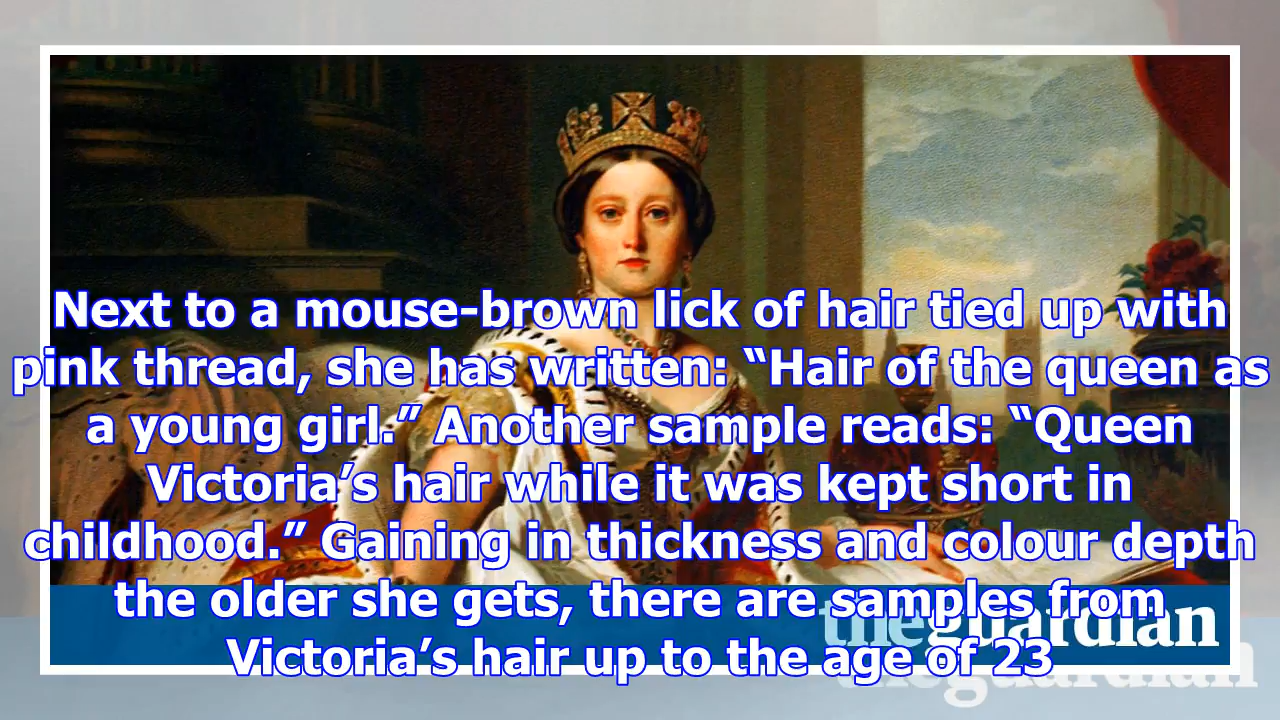 Next to a mouse-brown lick of hair tied up with
pink thread, she has written: “Hair of the queen as
a young girl.” Another sample reads: “Queen
Victoria’s hair while it was kept short in
childhood.” Gaining in thickness and colour depth
the older she gets, there are samples from
Victoria’s hair up to the age of 23
theguardian
theguardian